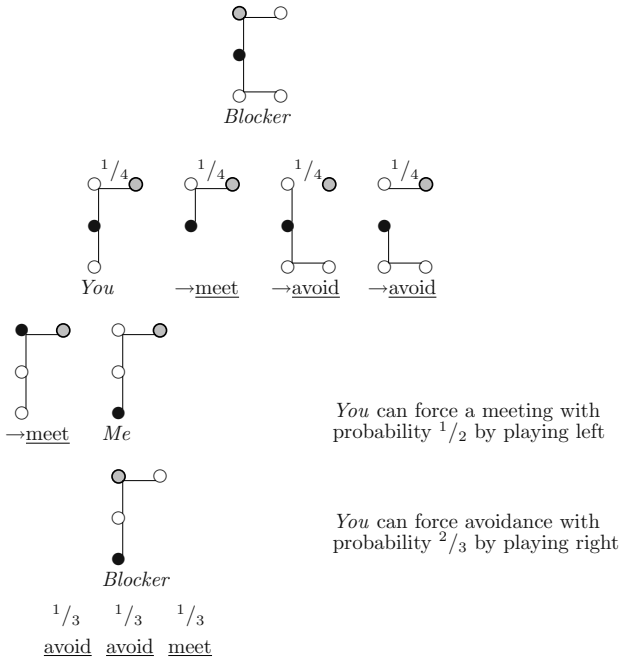 Blocker
1/4 1/4 1/4 1/4
You →meet →avoid →avoid
→meet Me
You can force a meeting with
probability 1/2 by playing left
You can force avoidance with
probability 2/3 by playing right
Blocker
1/3 1/3 1/3
avoid avoid meet